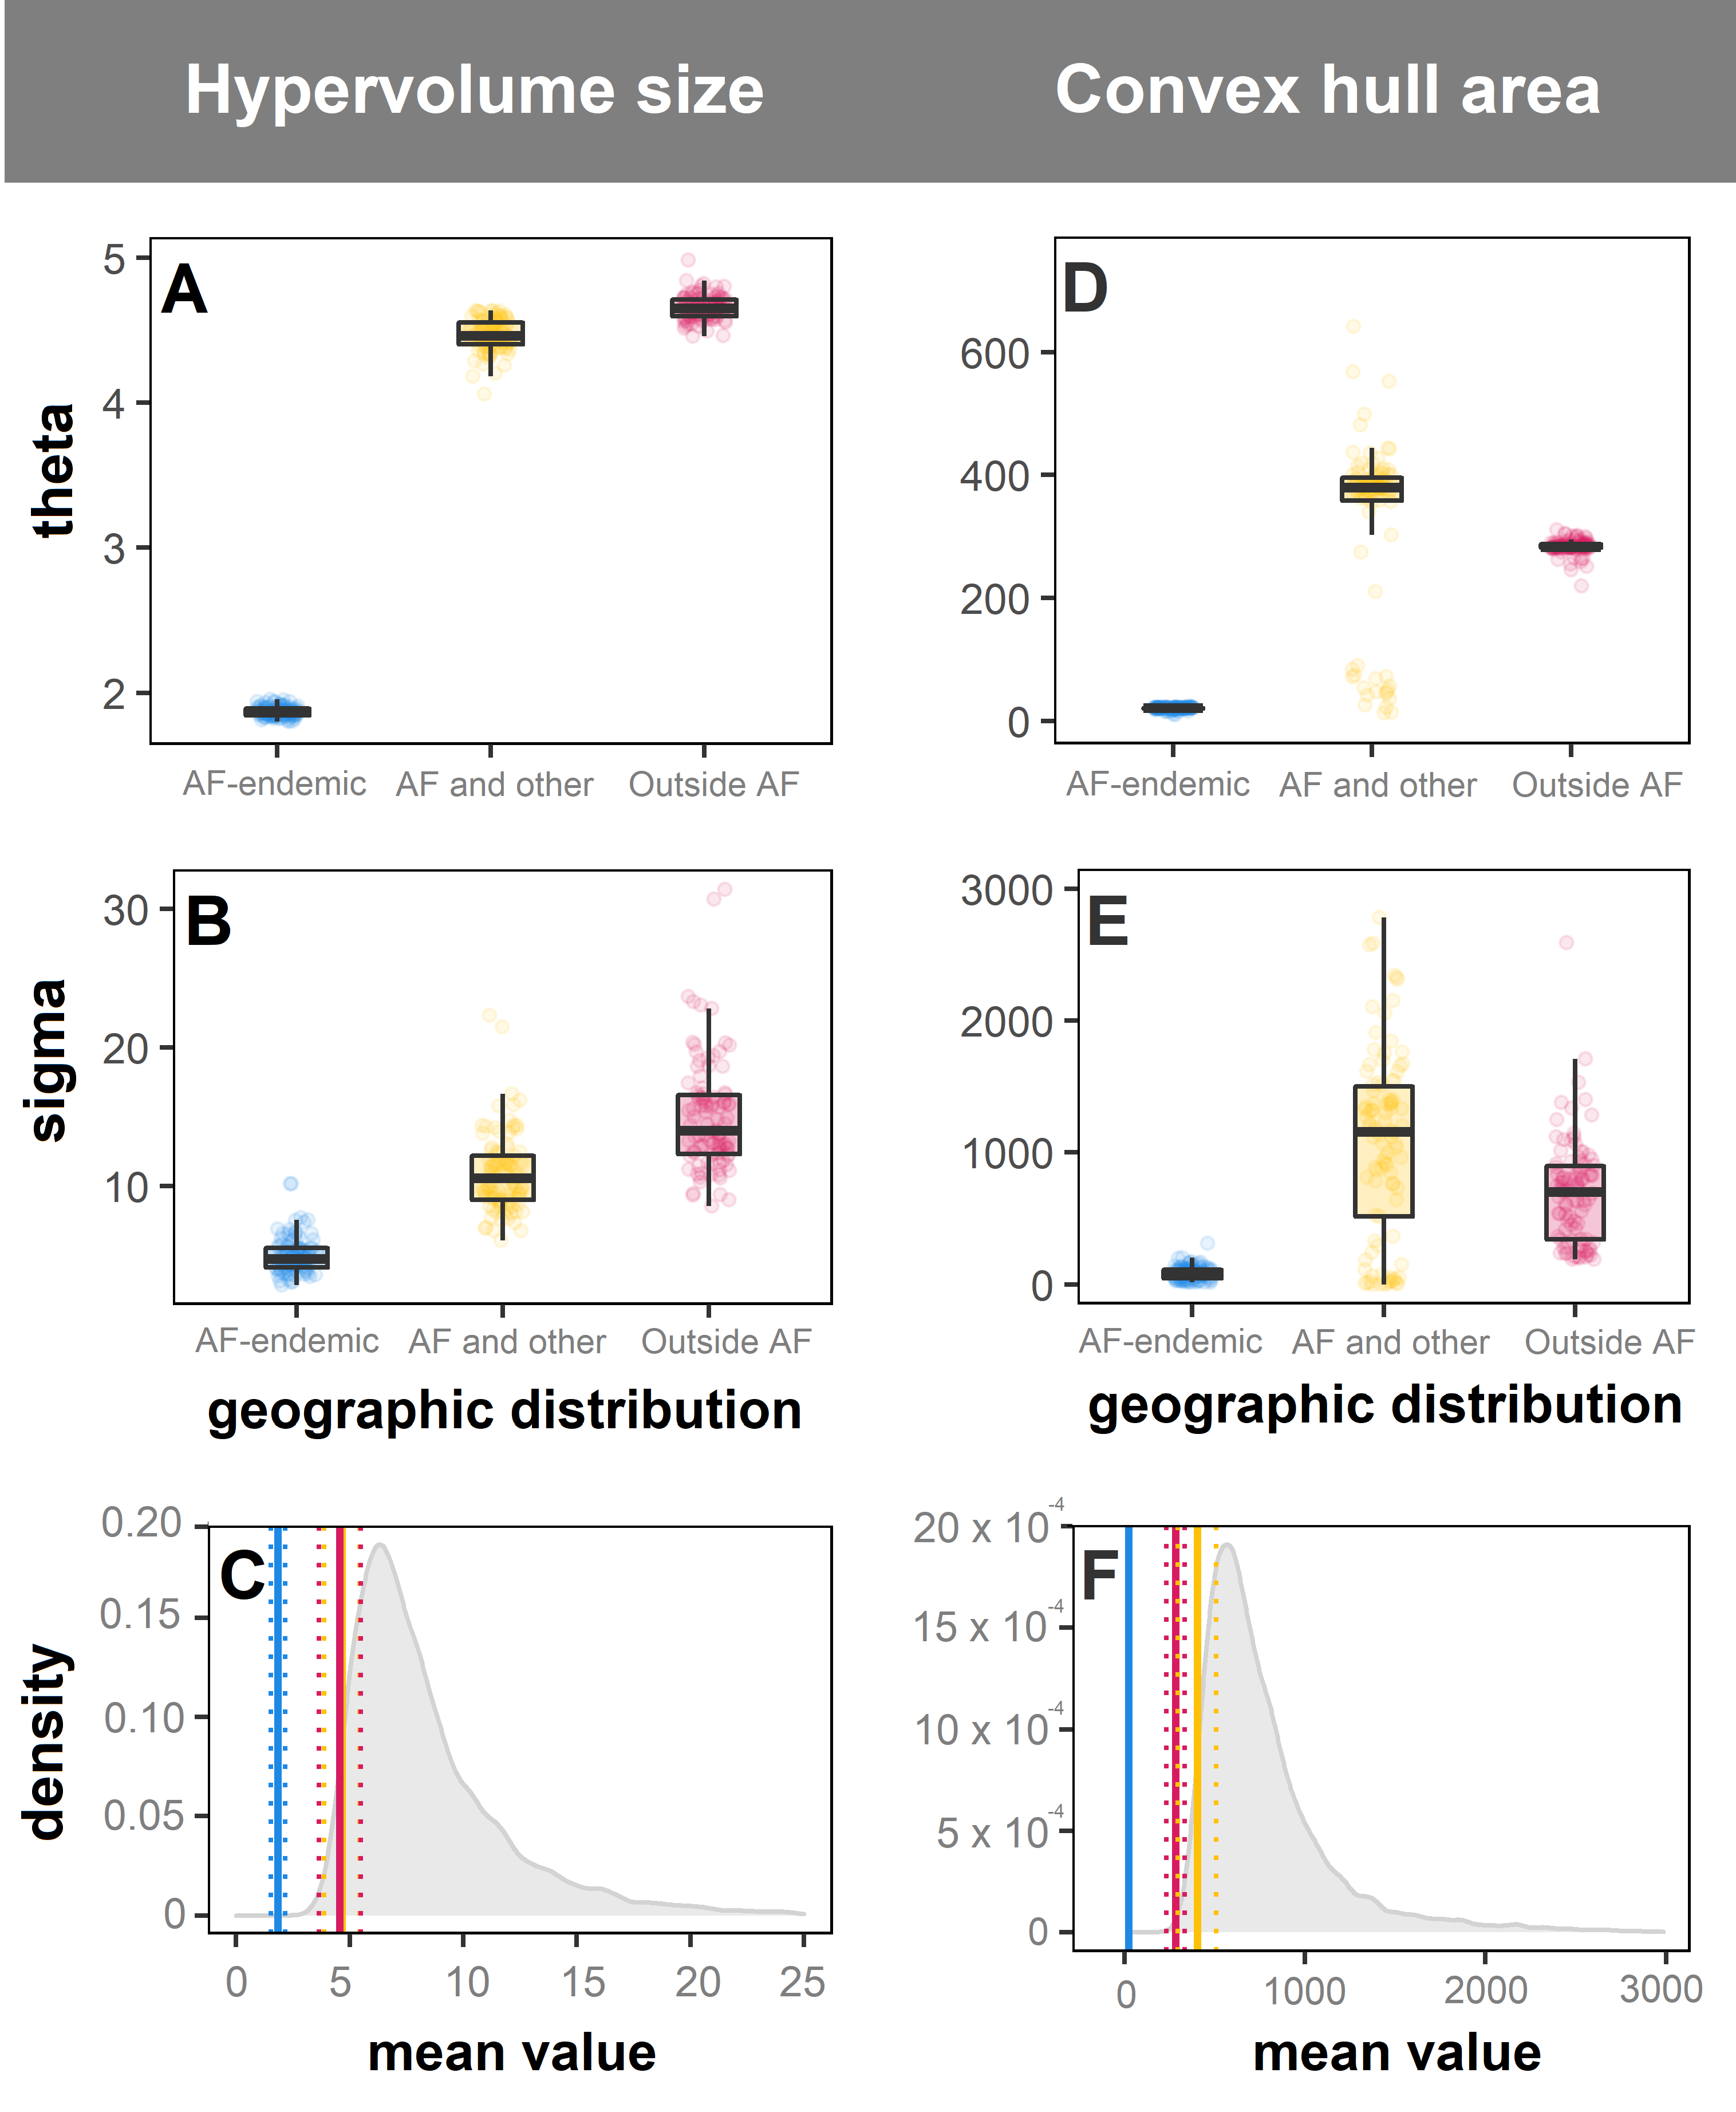 Hypervolume size
Convex hull area
A
theta
5
4
3
2
AF-endemic AF and other Outside AF
D
600
400
200
0
AF-endemic AF and other Outside AF
B
sigma
30
20
10
AF-endemic AF and other Outside AF
geographic distribution
E
3000
2000
1000
0
AF-endemic AF and other Outside AF
geographic distribution
C
density
0.20
0.15
0.10
0.05
0
0 5 10 15 20 25
mean value
F
20 x 10-4
15 x 10-4
10 x 10-4
5 x 10-4
0
0 1000 2000 3000
mean value